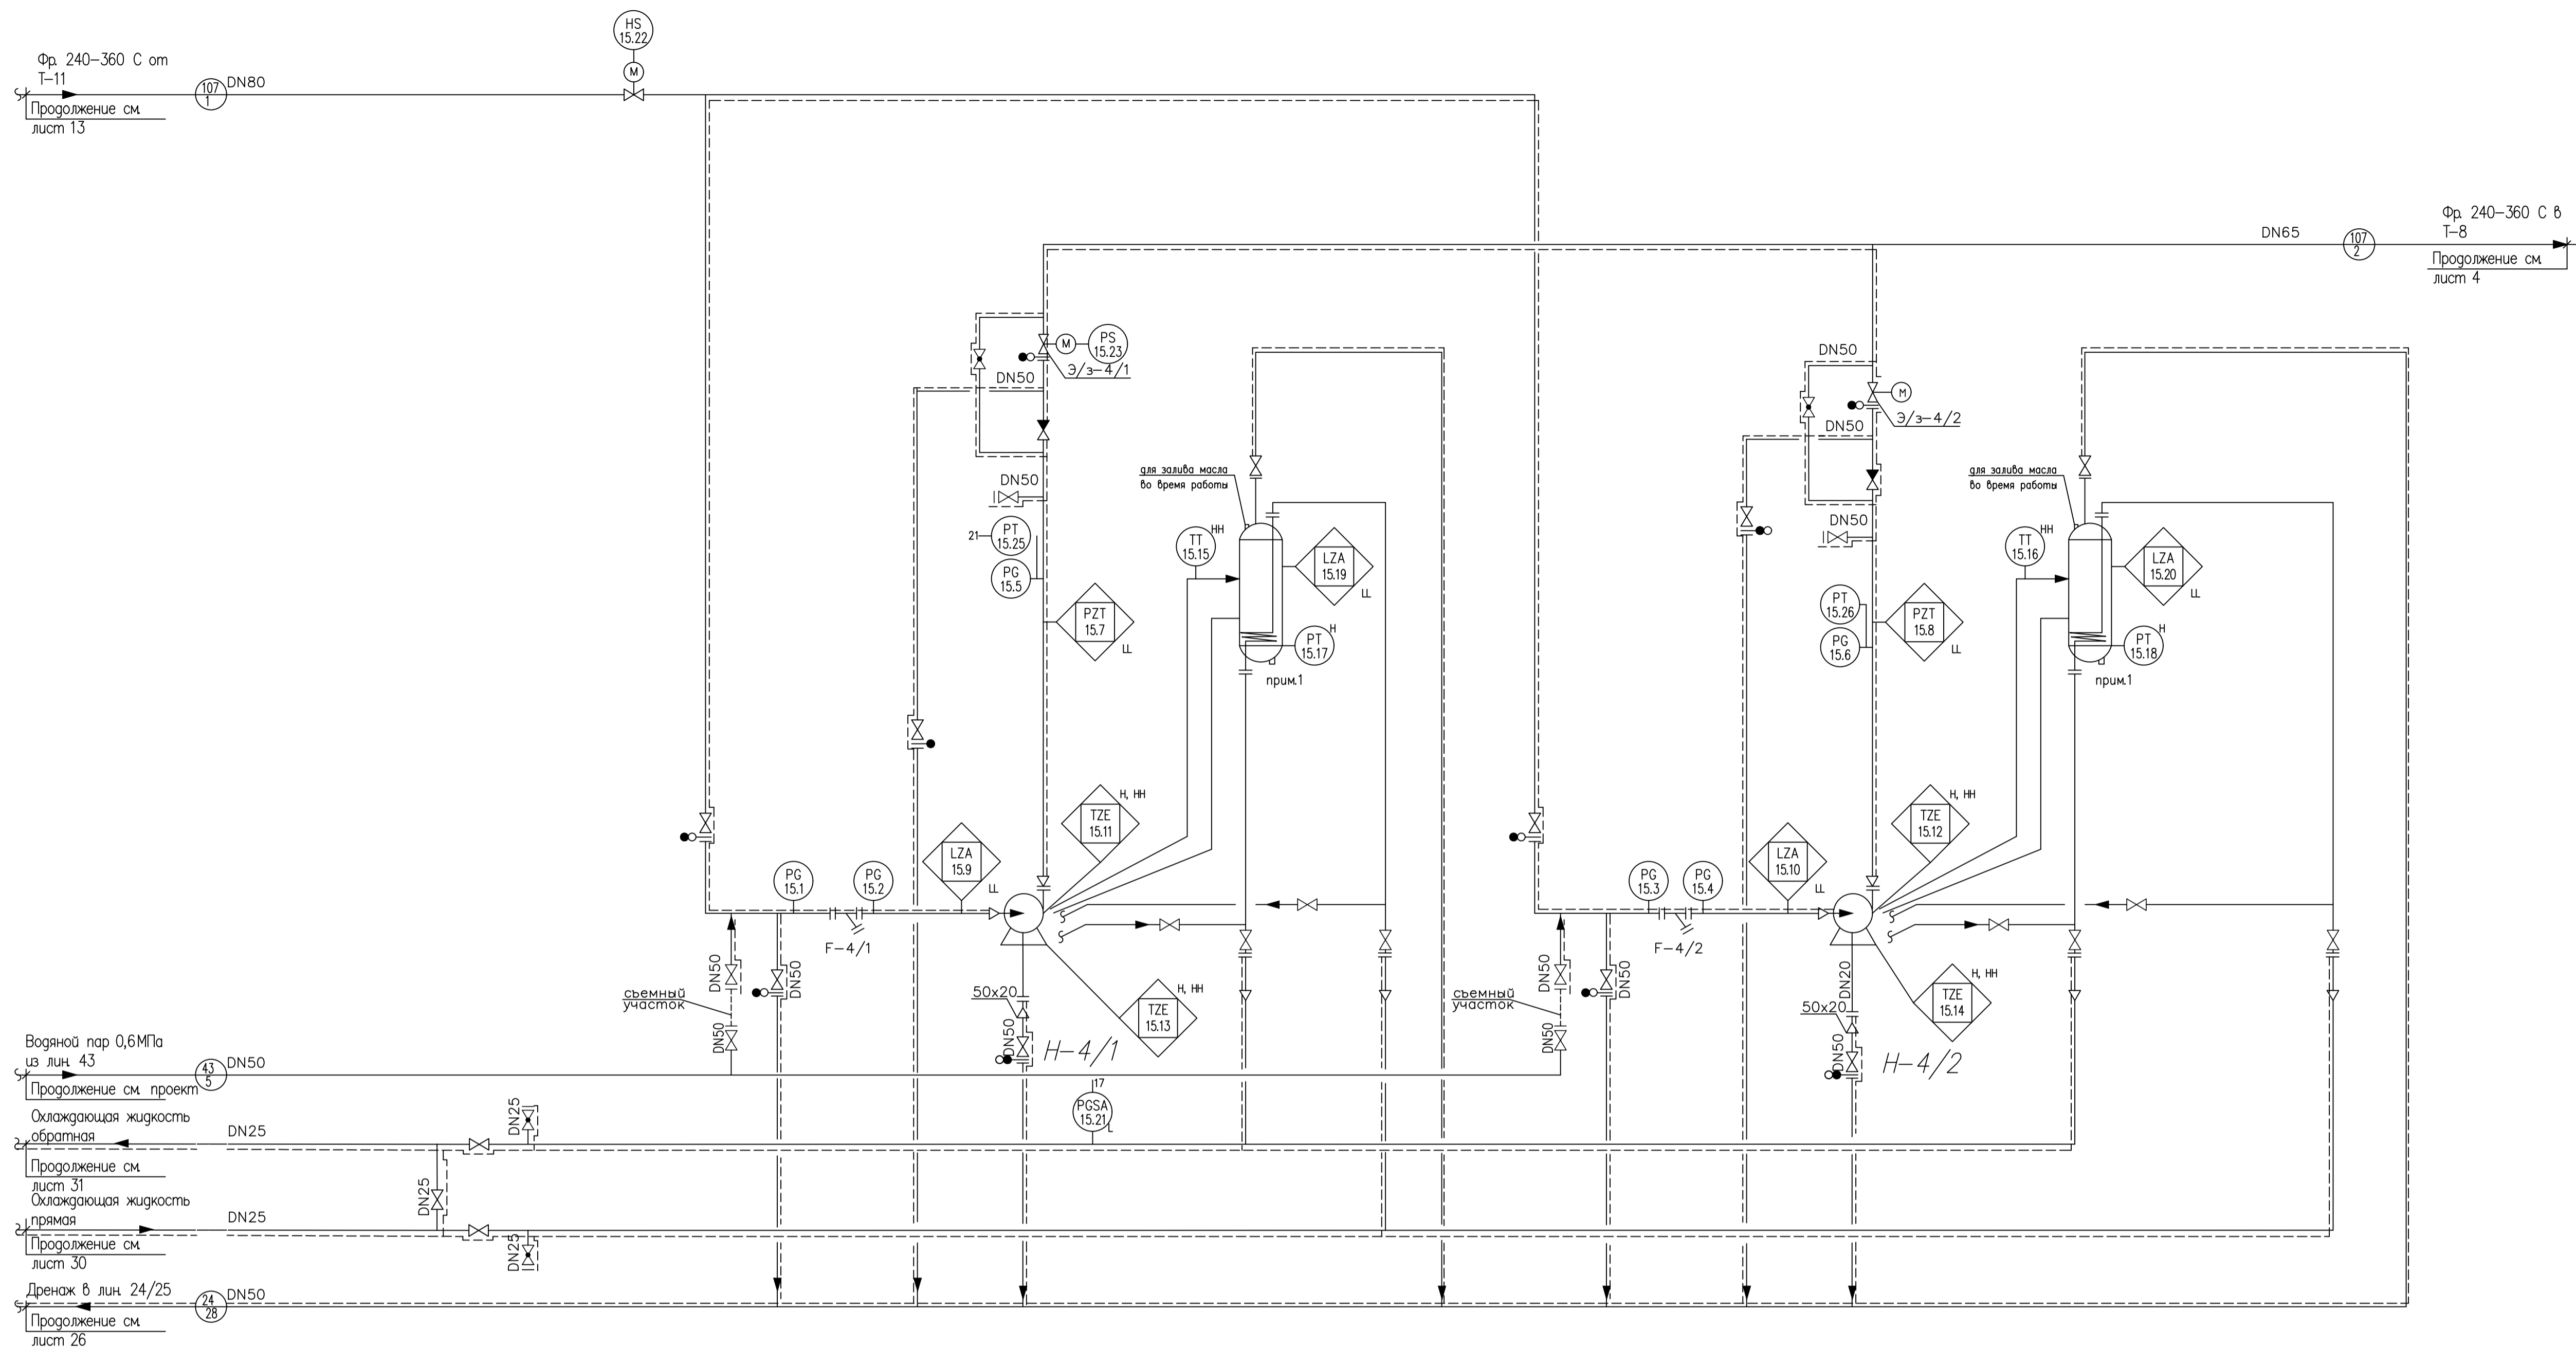 HS
15.22
M
Фр. 240-360 С от
Т-11
107
1
DN80
Продолжение см.
лист 13
Фр. 240-360 С в
Т-8
DN65
107
2
Продолжение см.
лист 4
M
PS
15.23
Э/з-4/1
DN50
DN50
M
Э/з-4/2
DN50
DN50
21
PT
15.25
PG
15.5
PZT
15.7
LL
для залива масла
во время работы
TT
15.15
HH
LZA
15.19
LL
PT
15.17
H
прим.1
DN50
PT
15.26
PG
15.6
PZT
15.8
LL
для залива масла
во время работы
TT
15.16
HH
LZA
15.20
LL
PT
15.18
H
прим.1
TZE
15.11
H, HH
TZE
15.12
H, HH
PG
15.1
PG
15.2
LZA
15.9
LL
PG
15.3
PG
15.4
LZA
15.10
LL
F-4/1
F-4/2
DN50
DN50
съемный
участок
DN50
50x20
DN50
TZE
15.13
H, HH
Н-4/1
DN50
DN50
съемный
участок
DN50
DN20
50x20
DN50
TZE
15.14
H, HH
Н-4/2
Водяной пар 0,6МПа
из лин. 43
43
5
DN50
Продолжение см. проект
17
PGSA
15.21
L
Охлаждающая жидкость
обратная
DN25
DN25
Продолжение см.
лист 31
Охлаждающая жидкость
прямая
DN25
DN25
DN25
Продолжение см.
лист 30
Дренаж в лин. 24/25
24
28
DN50
Продолжение см.
лист 26